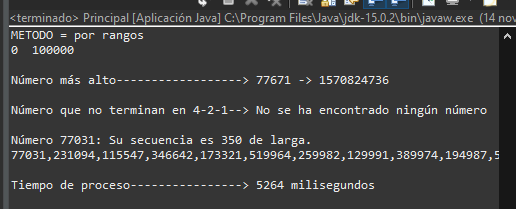 <terminado> Principal [Aplicación Java] C:\Program Files\Java\jdk-15.0.2\bin\javaw.exe (14 nov
METODO = por rangos
0 100000
Número más alto------------------> 77671 -> 1570824736
Número que no terminan en 4-2-1--> No se ha encontrado ningún número
Número 77031: Su secuencia es 350 de larga.
77031,231094,115547,346642,173321,519964,259982,129991,389974,194987,5
Tiempo de proceso----------------> 5264 milisegundos